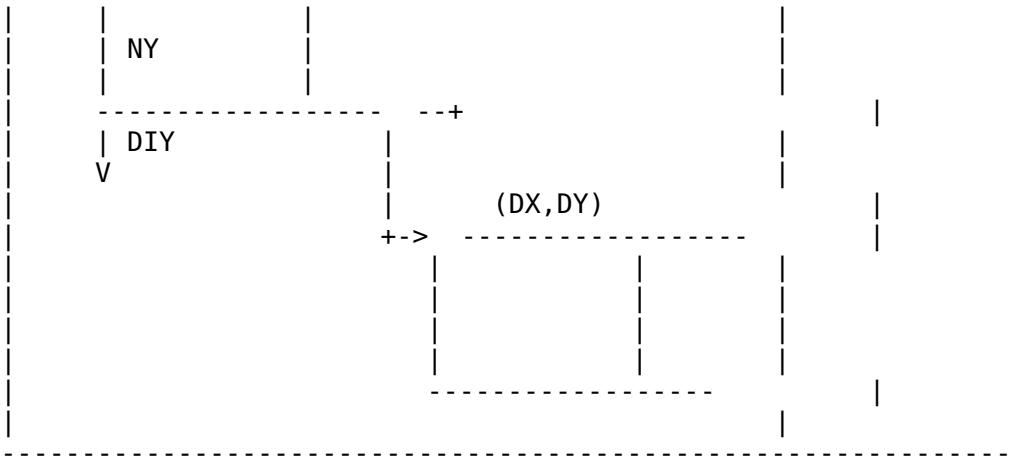 |     |            |                             |
|     | NY         |                             |
|     |            |                             |
|     ------------------  --+                          |
|     | DIY             |                        |
|     V                 |                        |
|                       |      (DX,DY)                 |
|                       +->  ------------------        |
|                          |            |        |
|                          |            |        |
|                          |            |        |
|                          |            |        |
|                          ------------------          |
|                                                |
----------------------------------------------------------------